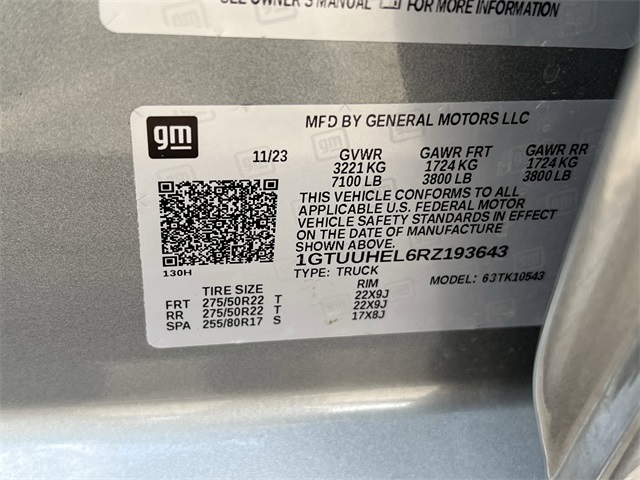 SEE OWNER'S MANUAL FOR MORE INFORMATION
gm
MFD BY GENERAL MOTORS LLC
11/23 GVWR GAWR FRT GAWR RR
3221 KG 1724 KG 1724 KG
7100 LB 3800 LB 3800 LB
THIS VEHICLE CONFORMS TO ALL
APPLICABLE U.S. FEDERAL MOTOR
VEHICLE SAFETY STANDARDS IN EFFECT
ON THE DATE OF MANUFACTURE
SHOWN ABOVE.
1GTUUHEL6RZ193643
130H
TYPE: TRUCK MODEL: 63TK10543
TIRE SIZE RIM
FRT 275/50R22 T 22X9J
RR 275/50R22 T 22X9J
SPA 255/80R17 S 17X8J